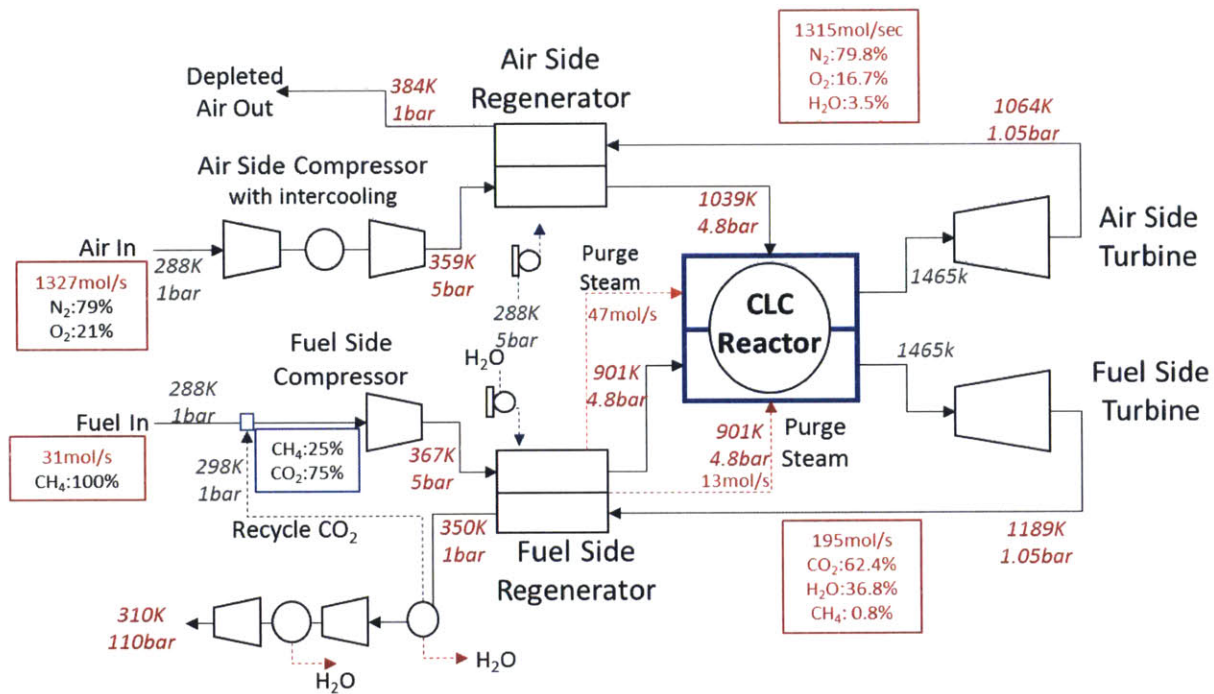 1315mol/sec
N₂:79.8%
O₂:16.7%
H₂O:3.5%
Depleted
Air Out
384K
1bar
Air Side
Regenerator
1064K
1.05bar
Air Side Compressor
with intercooling
1039K
4.8bar
Air Side
Turbine
Air In
288K
1bar
359K
5bar
Purge
Steam
1465k
1327mol/s
N₂:79%
O₂:21%
288K
5bar
47mol/s
CLC
Reactor
H₂O
Fuel Side
Compressor
901K
4.8bar
1465k
Fuel Side
Turbine
288K
1bar
Fuel In
CH₄:25%
CO₂:75%
367K
5bar
901K
4.8bar
Purge
Steam
31mol/s
CH₄:100%
298K
1bar
13mol/s
Recycle CO₂
350K
1bar
Fuel Side
Regenerator
1189K
1.05bar
195mol/s
CO₂:62.4%
H₂O:36.8%
CH₄: 0.8%
310K
110bar
H₂O
H₂O